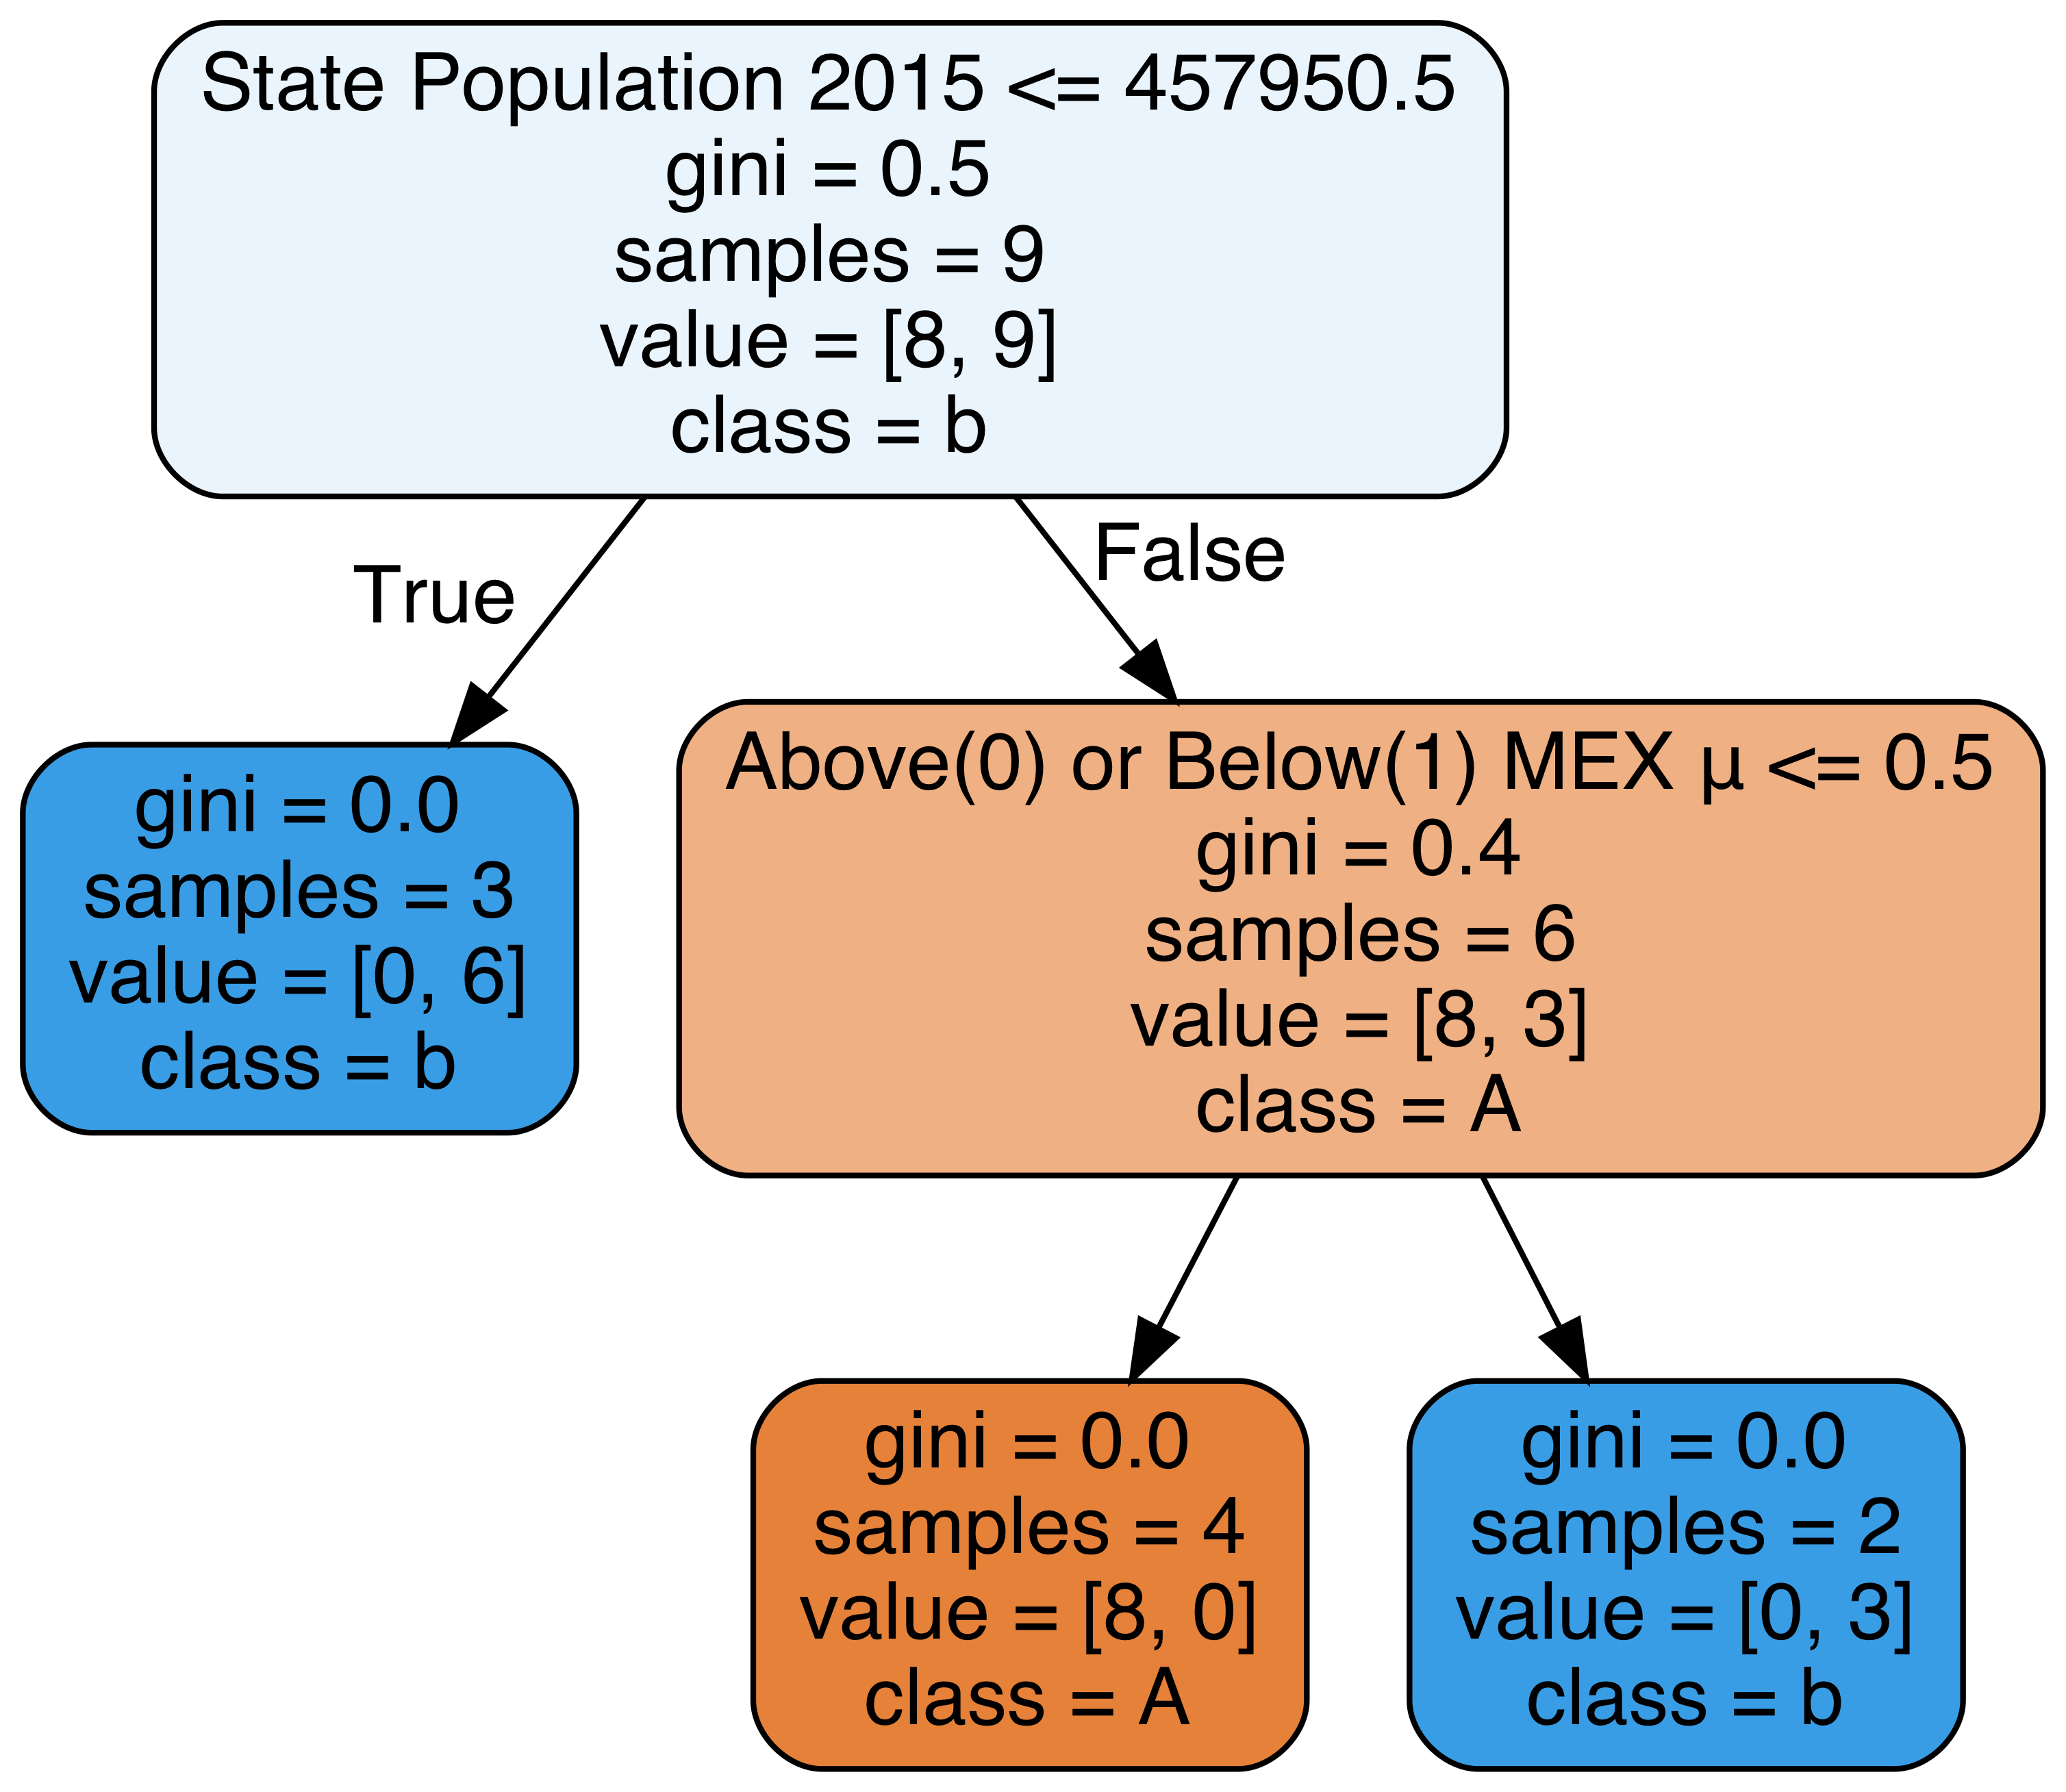 State Population 2015 <= 457950.5
gini = 0.5
samples = 9
value = [8, 9]
class = b
True
False
gini = 0.0
samples = 3
value = [0, 6]
class = b
Above(0) or Below(1) MEX µ <= 0.5
gini = 0.4
samples = 6
value = [8, 3]
class = A
gini = 0.0
samples = 4
value = [8, 0]
class = A
gini = 0.0
samples = 2
value = [0, 3]
class = b